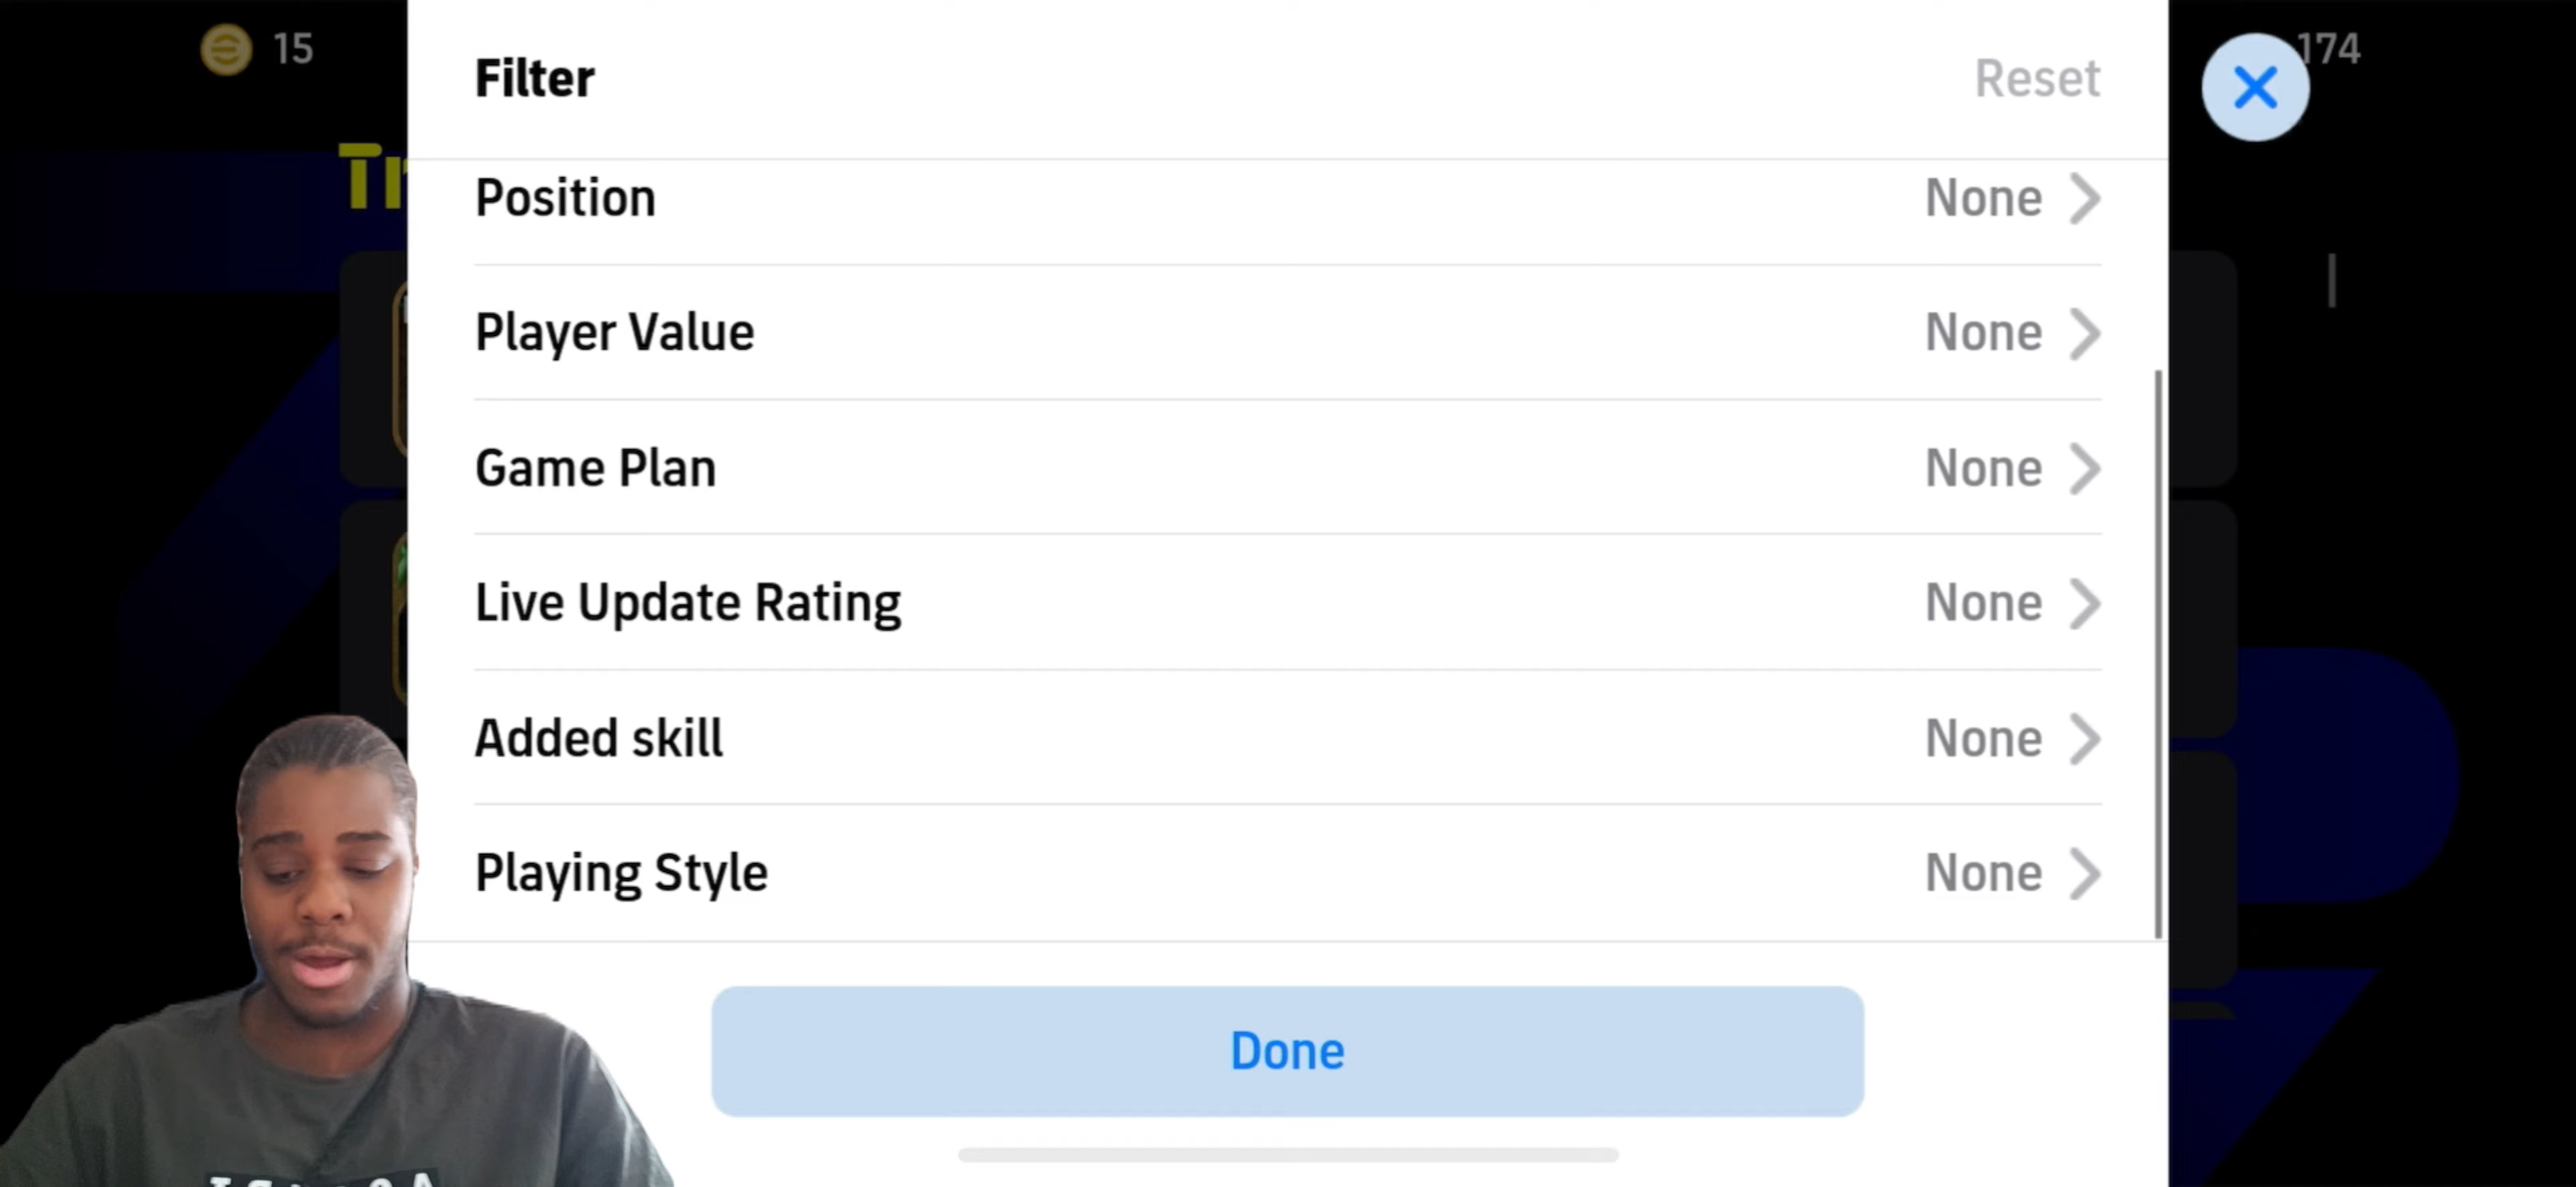 15
174
Filter
Reset
Position
None
Player Value
None
Game Plan
None
Live Update Rating
None
Added skill
None
Playing Style
None
Done